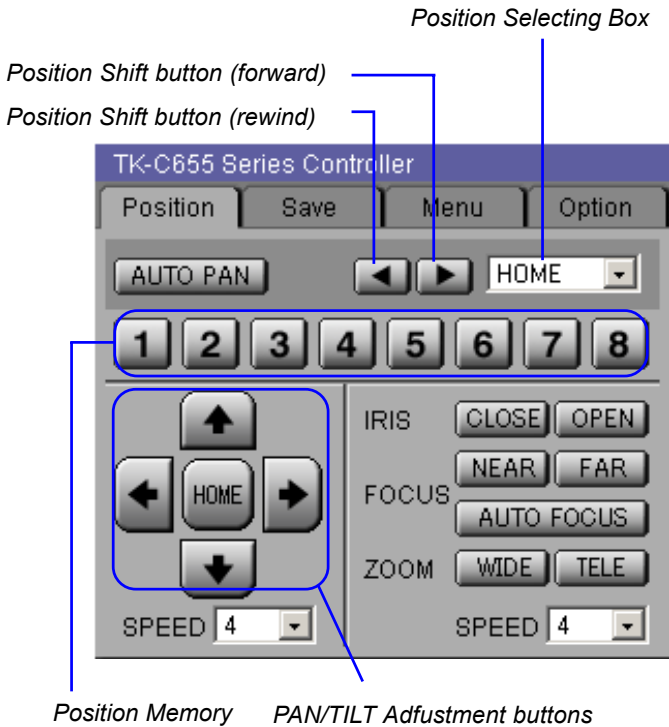 Position Selecting Box
Position Shift button (forward)
Position Shift button (rewind)
TK-C655 Series Controller
Position Save Menu Option
AUTO PAN HOME
1 2 3 4 5 6 7 8
IRIS CLOSE OPEN
NEAR FAR
HOME FOCUS
AUTO FOCUS
ZOOM WIDE TELE
SPEED 4 SPEED 4
Position Memory PAN/TILT Adfustment buttons